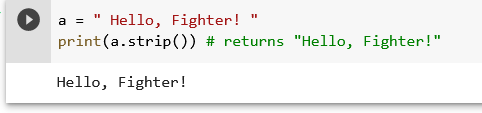 a = " Hello, Fighter! "
print(a.strip()) # returns "Hello, Fighter!"
Hello, Fighter!